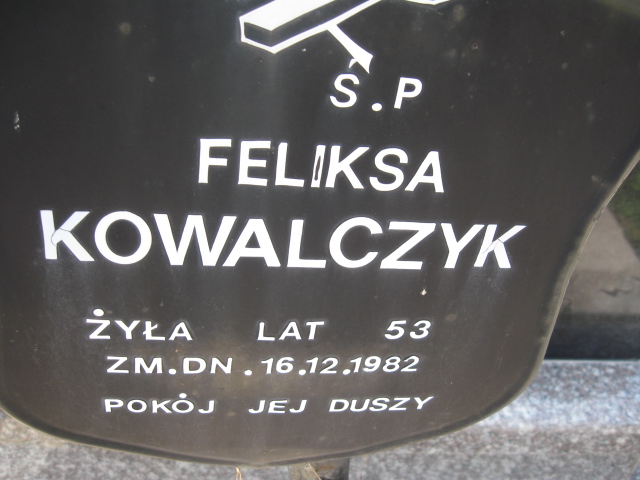 Ś.P
FELIKSA
KOWALCZYK
ŻYŁA LAT 53
ZM.DN.16.12.1982
POKÓJ JEJ DUSZY